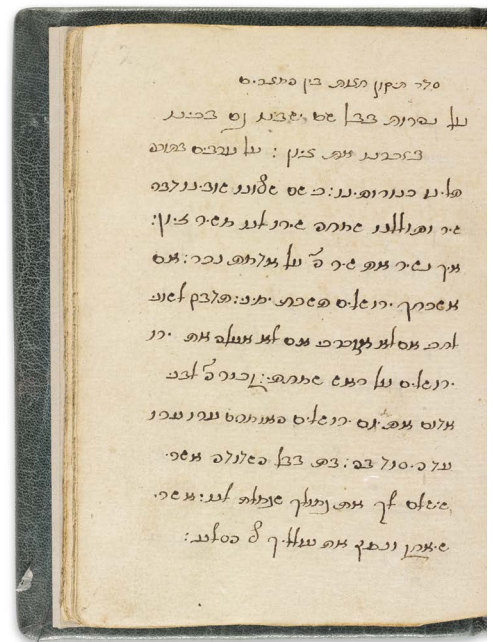 סדר תיקון חצות בין המצרים
על נהרות בבל שם ישבנו גם בכינו
בזכרנו את ציון : על ערבים בתוכה
תלינו כנורותינו : כי שם שאלונו שובינו דברי
שיר ותוללנו שמחה שירו לנו משיר ציון :
איך נשיר את שיר ה' על אדמת נכר : אם
אשכחך ירושלים תשכח ימיני : תדבק לשוני
לחכי אם לא אזכרכי אם לא אעלה את ירו
ירושלים על ראש שמחתי : זכור ה' לבני
אדום את יום ירושלים האומרים ערו ערו
עד היסוד בה : בת בבל השדודה אשרי
שישלם לך את גמולך שגמלת לנו : אשרי
שיאחז ונפץ את עולליך אל הסלע :